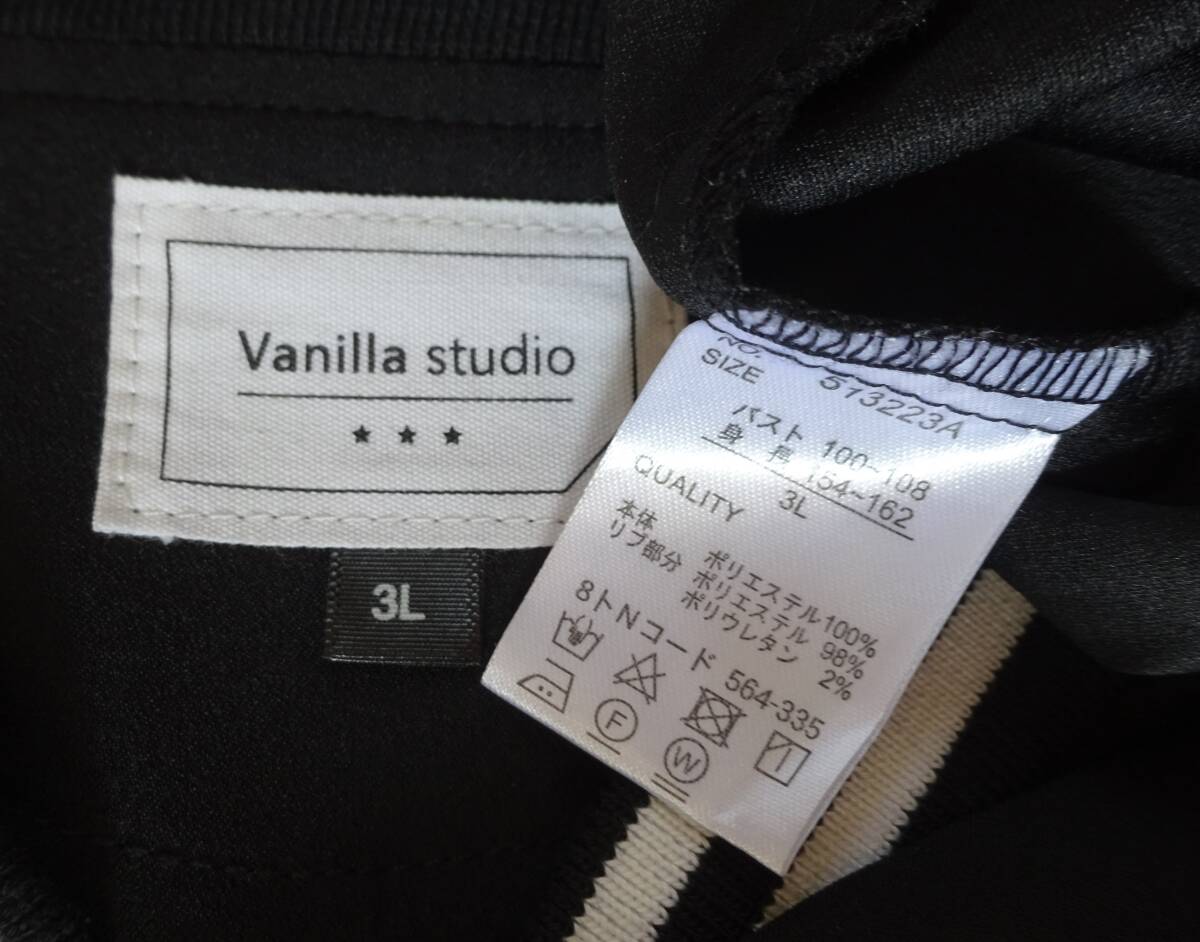 Vanilla studio
★ ★ ★
3L
NO. 573223A
SIZE
バスト 100~108
身長 154~162
3L
QUALITY
本体 ポリエステル100%
リブ部分 ポリエステル 98%
ポリウレタン 2%
8トNコード 564-335
F
W